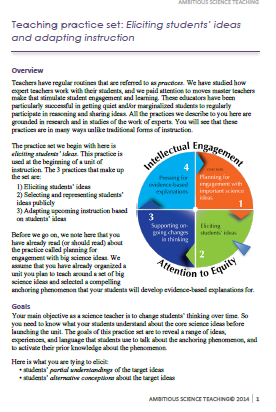 AMBITIOUS SCIENCE TEACHING
Teaching practice set: Eliciting students' ideas
and adapting instruction
Overview
Teachers have regular routines that are referred to as practices. We have studied how
expert teachers work with their students, and we paid attention to moves master teachers
make that stimulate student engagement and learning. These educators have been
particularly successful in getting quiet and/or marginalized students to regularly
participate in reasoning and sharing ideas. All the practices we describe to you here are
grounded in research and in studies of the work of experts. You will see that these
practices are in many ways unlike traditional forms of instruction.
The practice set we begin with here is
eliciting students' ideas. This practice
is used at the beginning of a unit of
instruction. The 3 practices that make up
the set are:
1) Eliciting students' ideas
2) Selecting and representing students'
ideas publicly
3) Adapting upcoming instruction based
on students' ideas
Before we go on, we note here that you
have already read (or should read) about
the practice called planning for
engagement with big science ideas. We
assume that you have already organized a
unit you plan to teach around a set of big
science ideas and selected a compelling
anchoring phenomenon that your students will develop evidence-based explanations for.
Intellectual Engagement
4
Pressing for
evidence-based
explanations
Planning for
engagement with
important science
ideas
1
3
Supporting on-
going changes
in thinking
Eliciting
students' ideas
2
Attention to Equity
Goals
Your main objective as a science teacher is to change students' thinking over time. So
you need to know what your students understand about the core science ideas before
launching the unit. The goals of this practice set are to reveal a range of ideas,
experiences, and language that students use to talk about the anchoring phenomenon, and
to activate their prior knowledge about the phenomenon.
Here is what you are tying to elicit:
• students' partial understandings of the target ideas
• students' alternative conceptions about the target ideas
AMBITIOUS SCIENCE TEACHING© 2014 | 1